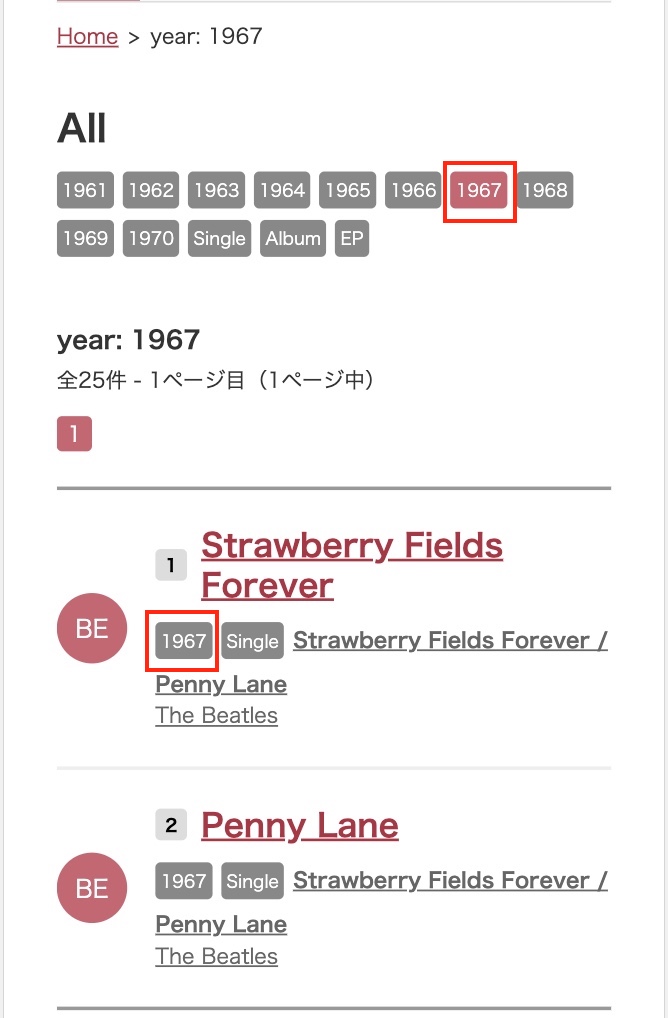 Home > year: 1967
All
1961 1962 1963 1964 1965 1966 1967 1968
1969 1970 Single Album EP
year: 1967
全25件 - 1ページ目（1ページ中）
1
1 Strawberry Fields
Forever
BE
1967 Single Strawberry Fields Forever /
Penny Lane
The Beatles
2 Penny Lane
BE
1967 Single Strawberry Fields Forever /
Penny Lane
The Beatles